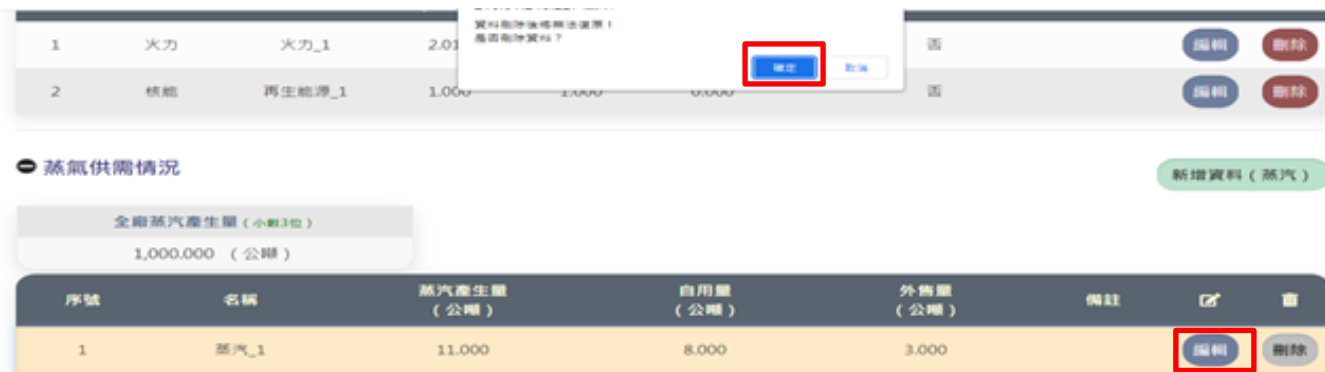 資料刪除後將無法復原！
是否刪除資料？
確定 取消
1 火力 火力_1 2.01 否 編輯 刪除
2 核能 再生能源_1 1.000 1.000 0.000 否 編輯 刪除
蒸氣供需情況
新增資料（蒸汽）
全廠蒸汽產生量（小數3位）
1,000.000 （公噸）
序號 名稱 蒸汽產生量（公噸） 自用量（公噸） 外售量（公噸） 備註
1 蒸汽_1 11.000 8.000 3.000 編輯 刪除